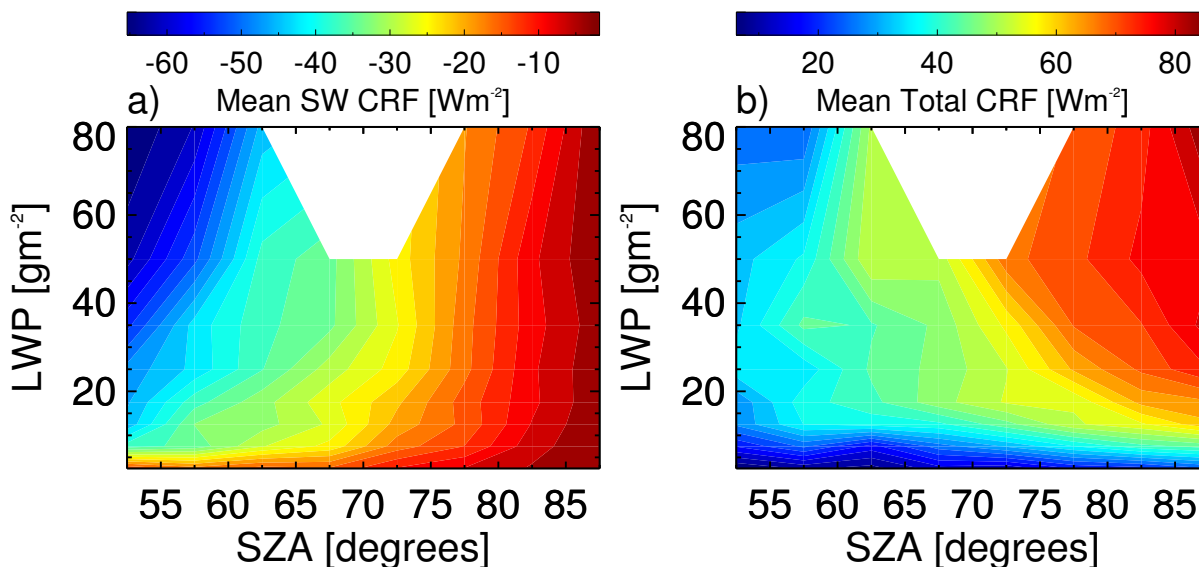 -60 -50 -40 -30 -20 -10
a) Mean SW CRF [Wm-2]
80
60
40
20
LWP [gm-2]
55 60 65 70 75 80 85
SZA [degrees]
20 40 60 80
b) Mean Total CRF [Wm-2]
80
60
40
20
LWP [gm-2]
55 60 65 70 75 80 85
SZA [degrees]